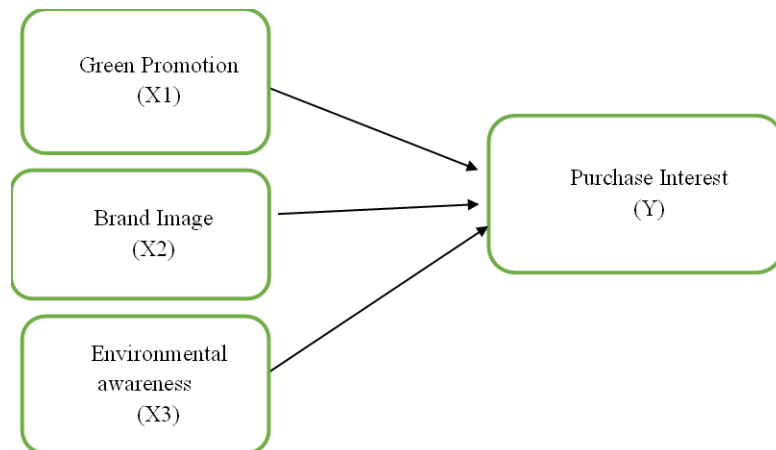 Green Promotion
(X1)
Brand Image
(X2)
Environmental
awareness
(X3)
Purchase Interest
(Y)